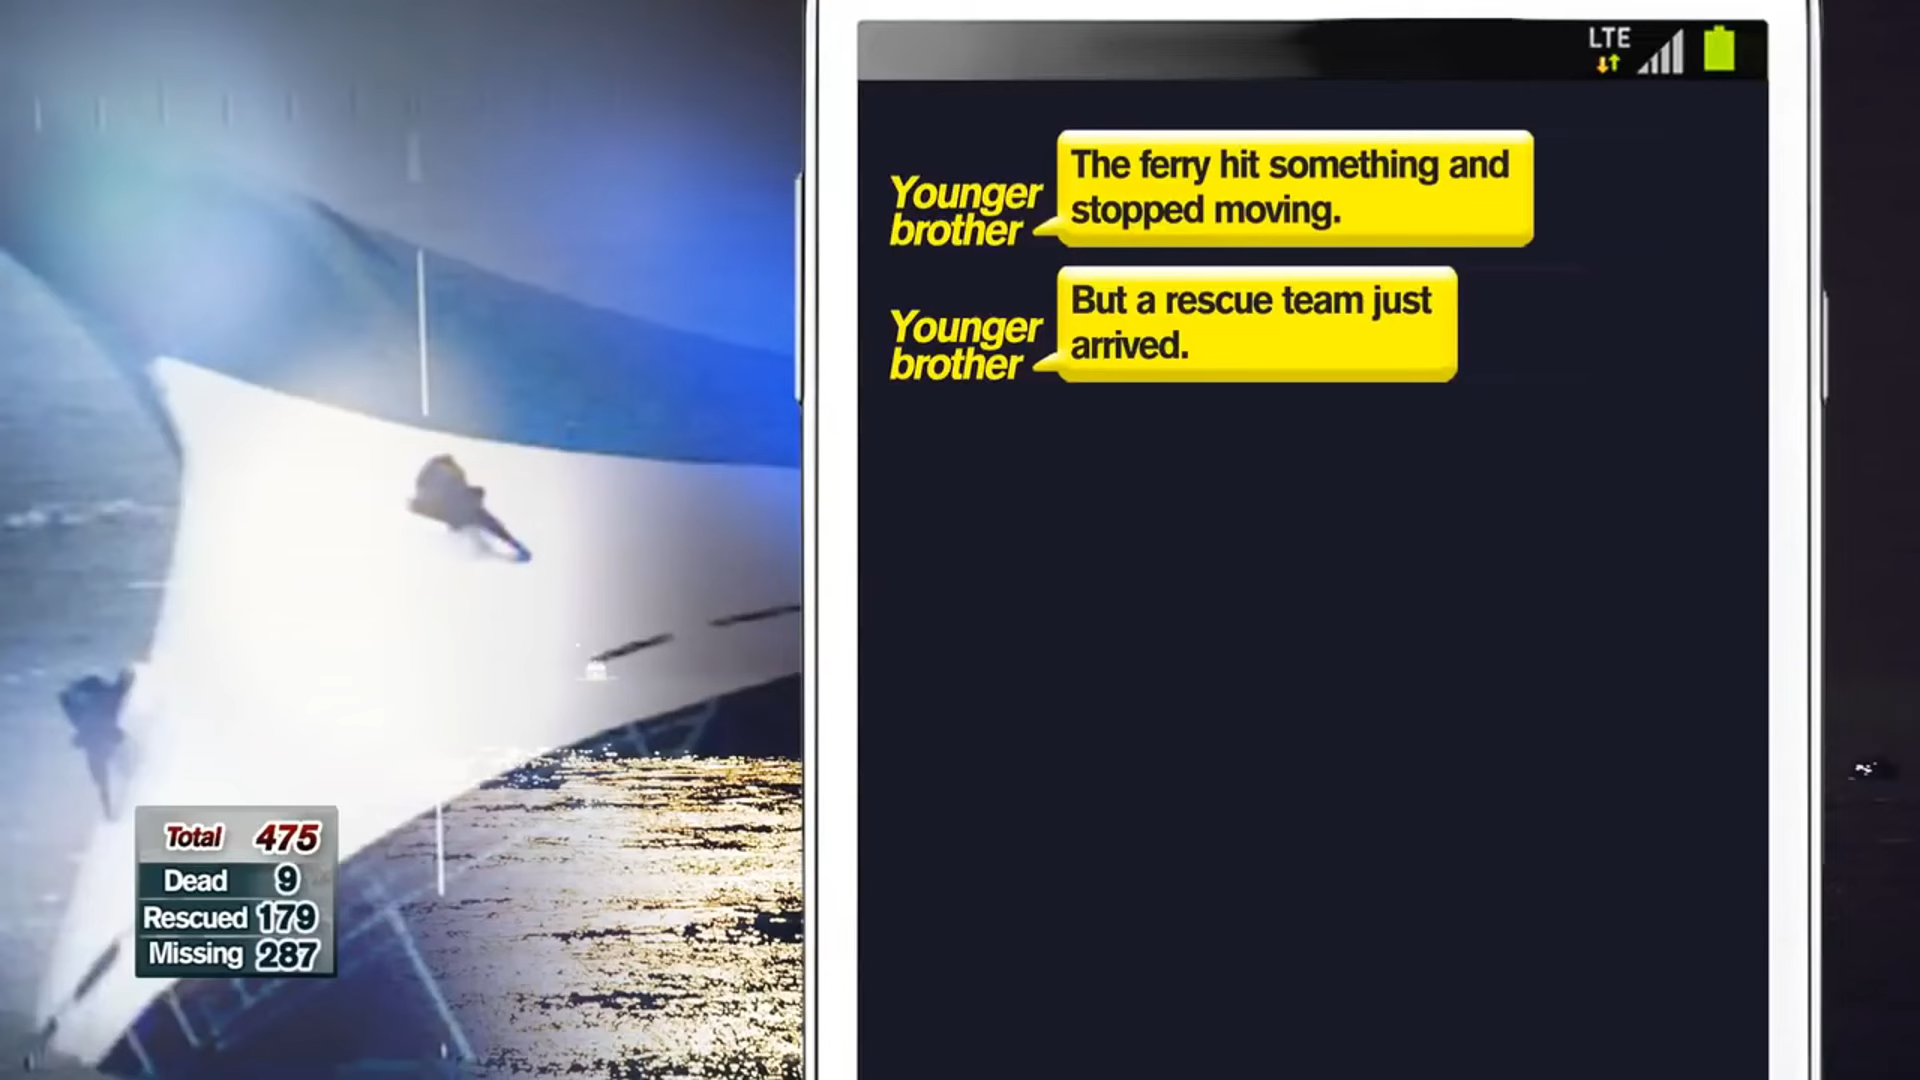 LTE
Younger
brother
The ferry hit something and
stopped moving.
Younger
brother
But a rescue team just
arrived.
Total 475
Dead 9
Rescued 179
Missing 287